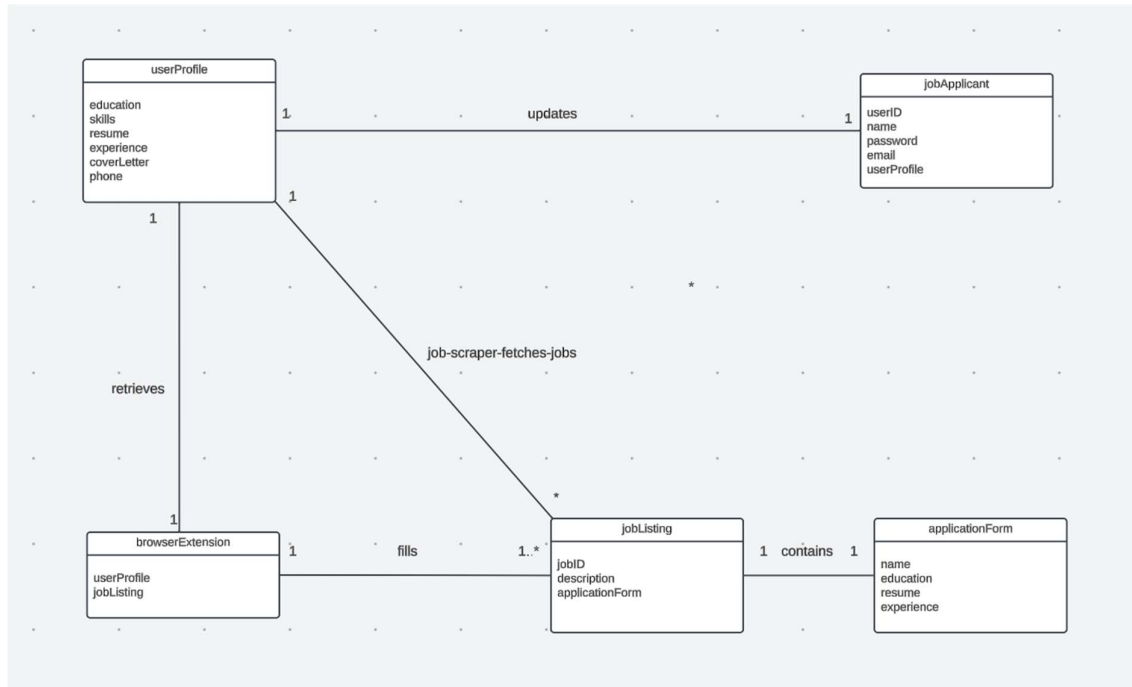 userProfile
education
skills
resume
experience
coverLetter
phone
1
updates
1
jobApplicant
userID
name
password
email
userProfile
1
1
*
job-scraper-fetches-jobs
retrieves
*
1
browserExtension
userProfile
jobListing
1
fills
1..*
jobListing
jobID
description
applicationForm
1
contains
1
applicationForm
name
education
resume
experience